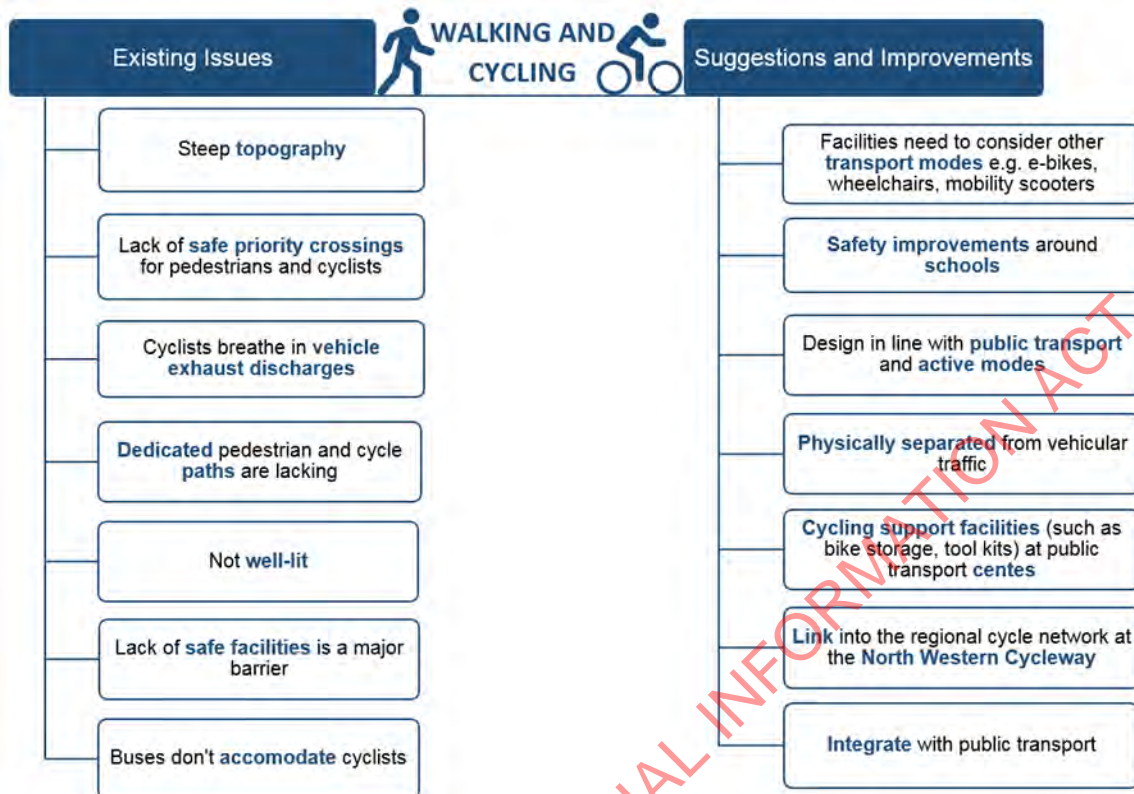 Existing Issues
WALKING AND
CYCLING
Suggestions and Improvements
Steep topography
Lack of safe priority crossings
for pedestrians and cyclists
Cyclists breathe in vehicle
exhaust discharges
Dedicated pedestrian and cycle
paths are lacking
Not well-lit
Lack of safe facilities is a major
barrier
Buses don't accomodate cyclists
Facilities need to consider other
transport modes e.g. e-bikes,
wheelchairs, mobility scooters
Safety improvements around
schools
Design in line with public transport
and active modes
Physically separated from vehicular
traffic
Cycling support facilities (such as
bike storage, tool kits) at public
transport centes
Link into the regional cycle network at
the North Western Cycleway
Integrate with public transport
INFORMATION ACT